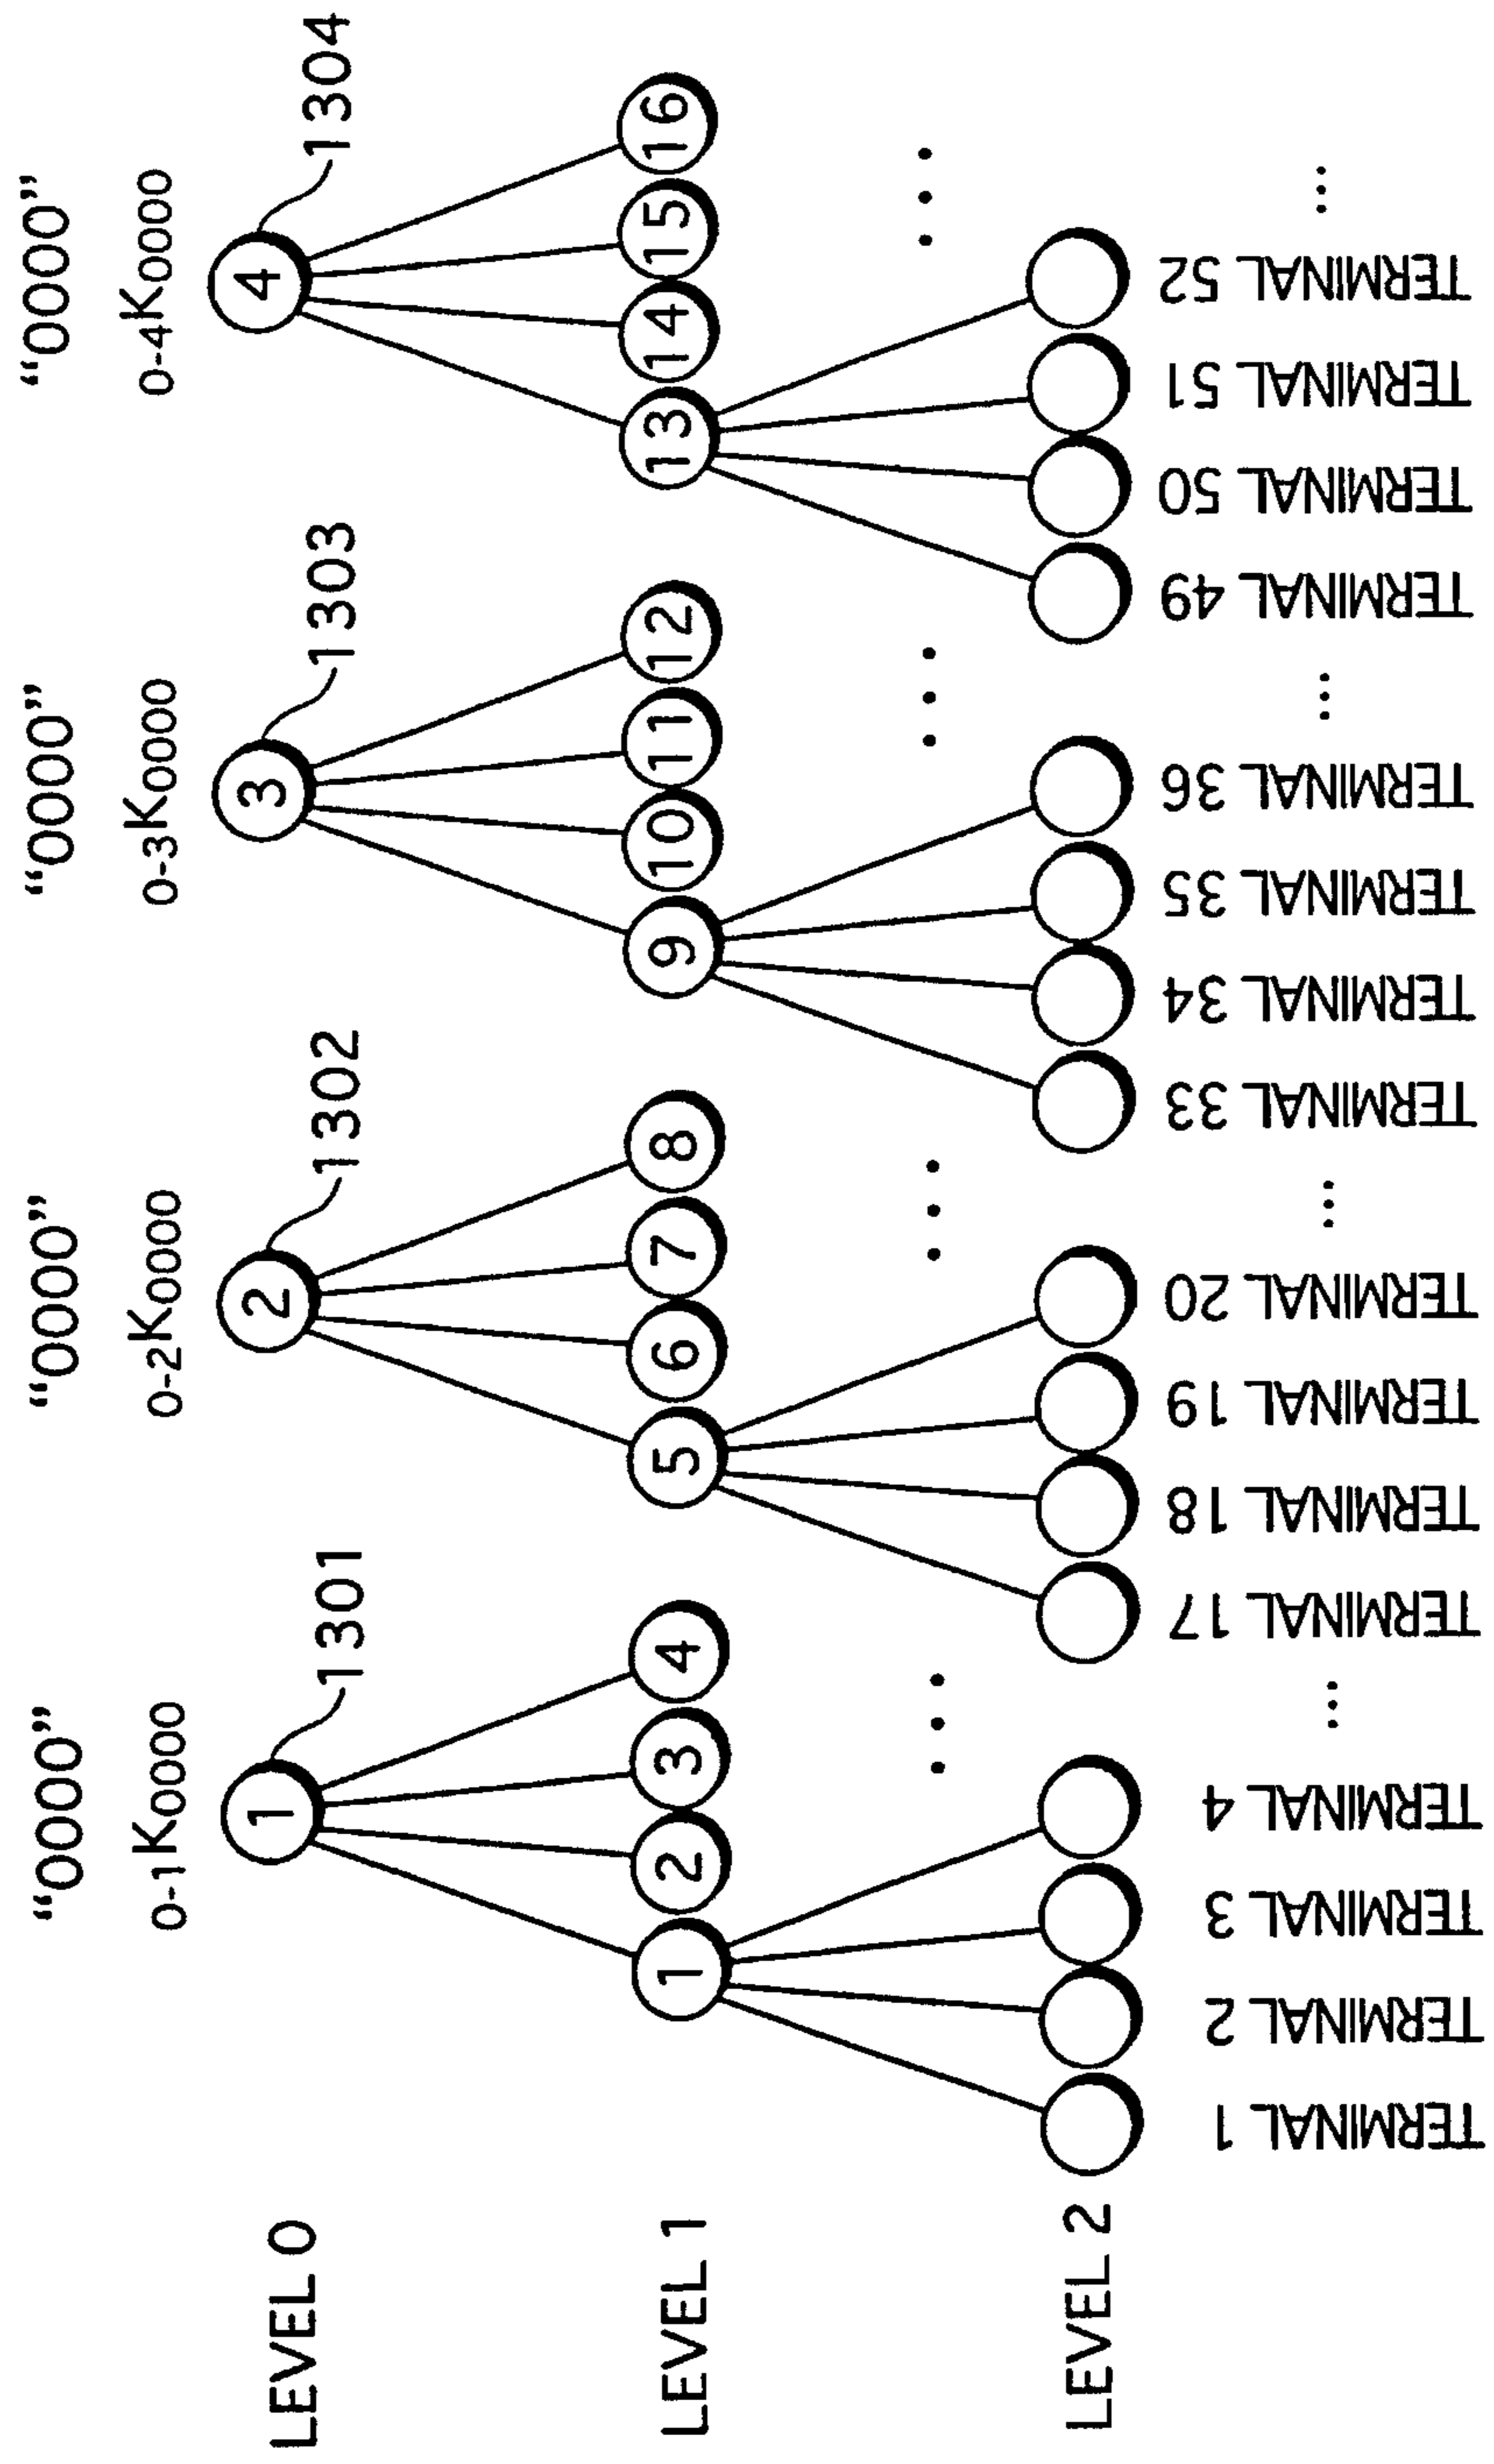 “0000” “0000” “0000” “0000”
0-1K0000 0-2K0000 0-3K0000 0-4K0000
1301 1302 1303 1304
LEVEL 0 1 2 3 4
LEVEL 1 1 2 3 4 5 6 7 8 9 10 11 12 13 14 15 16
... ... ... ...
LEVEL 2
TERMINAL 1
TERMINAL 2
TERMINAL 3
TERMINAL 4
...
TERMINAL 17
TERMINAL 18
TERMINAL 19
TERMINAL 20
...
TERMINAL 33
TERMINAL 34
TERMINAL 35
TERMINAL 36
...
TERMINAL 49
TERMINAL 50
TERMINAL 51
TERMINAL 52
...